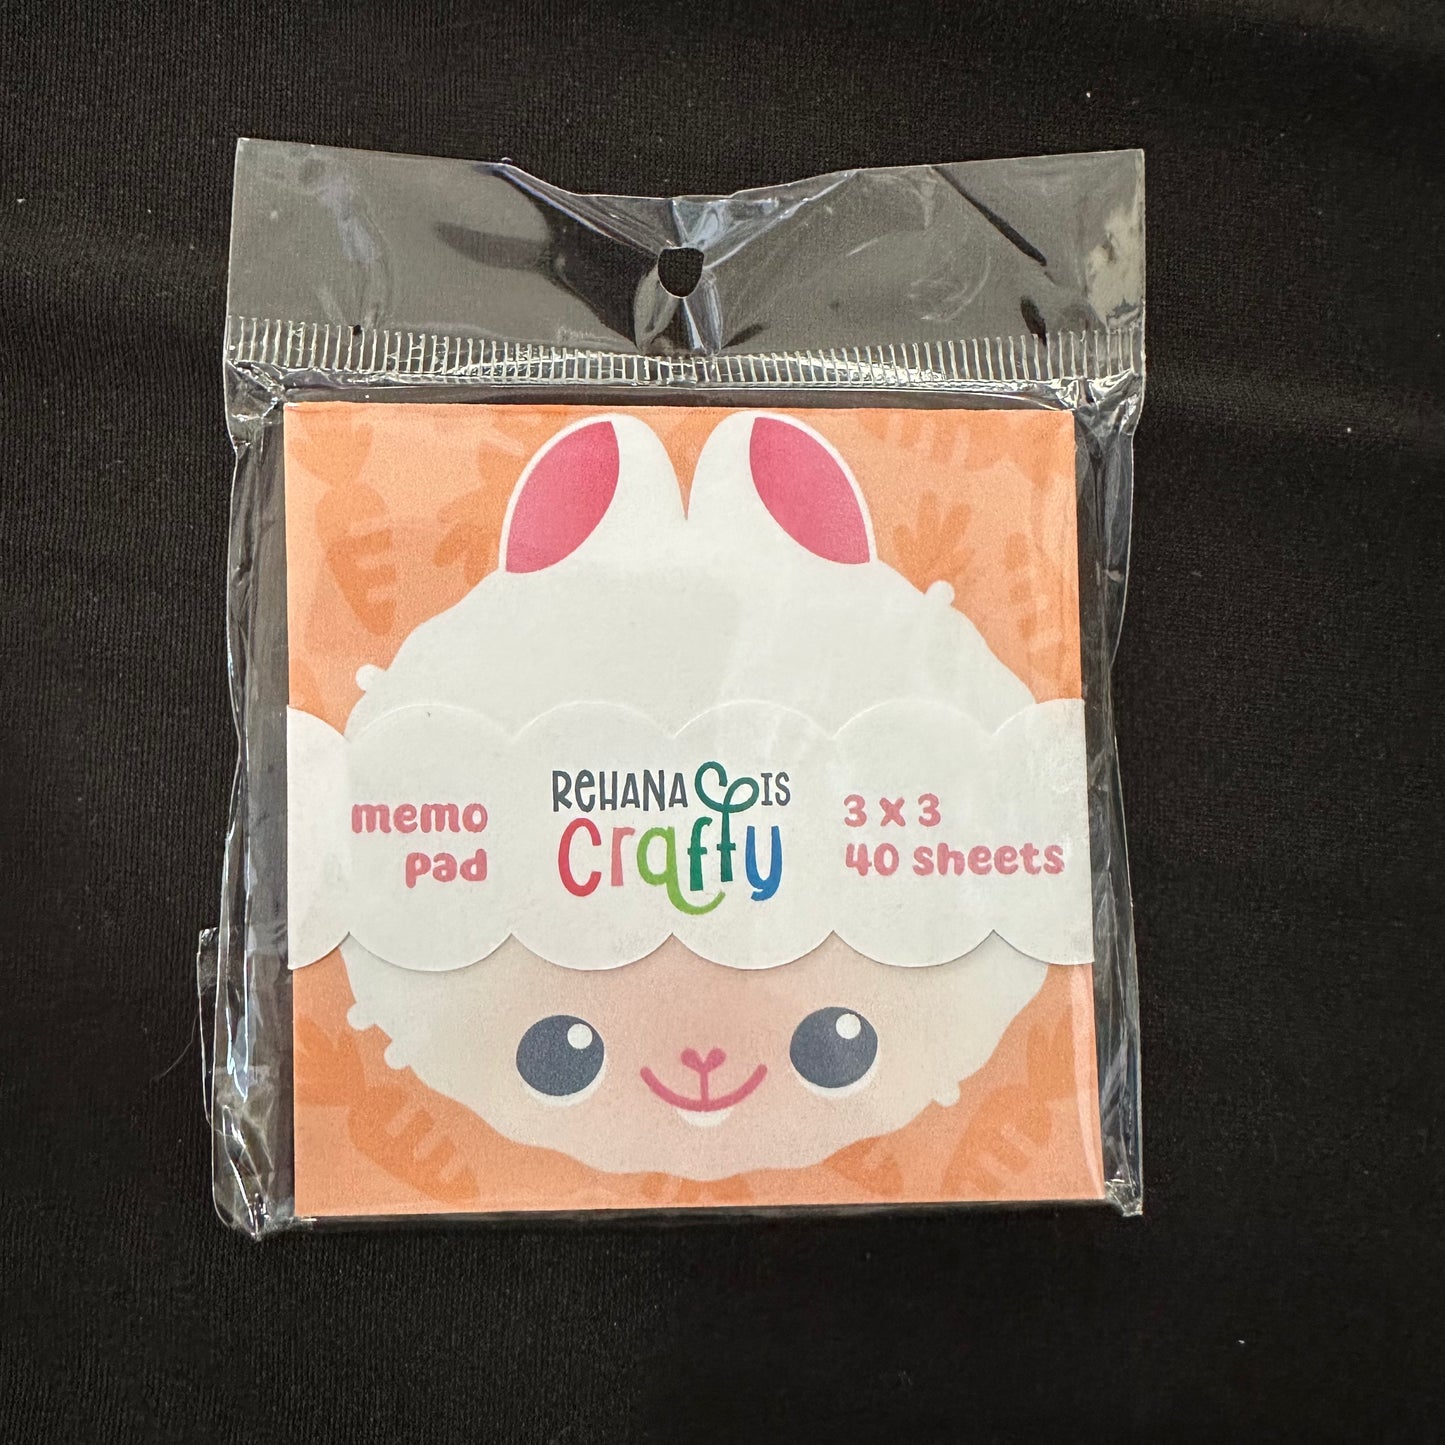 memo
pad
REHANA IS
Crafty
3 x 3
40 sheets